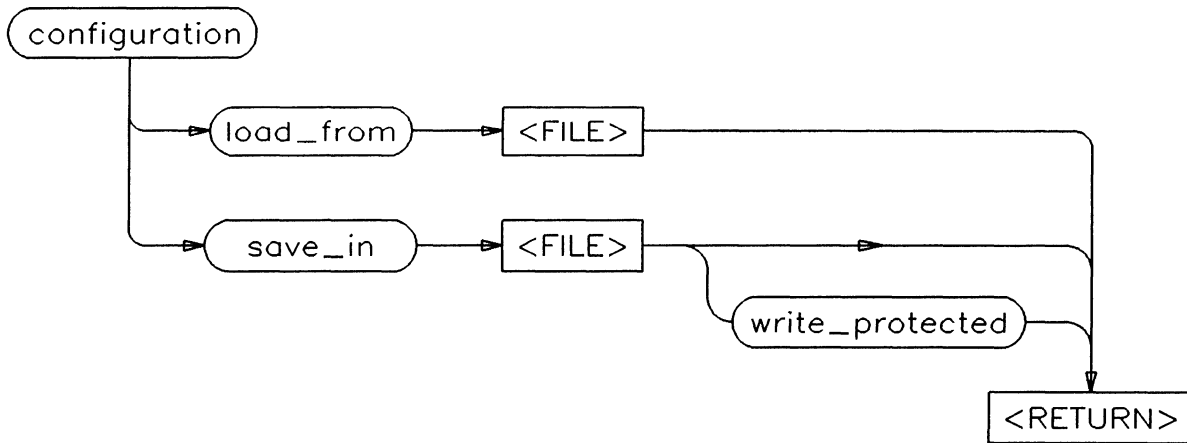 configuration
load_from
<FILE>
save_in
<FILE>
write_protected
<RETURN>